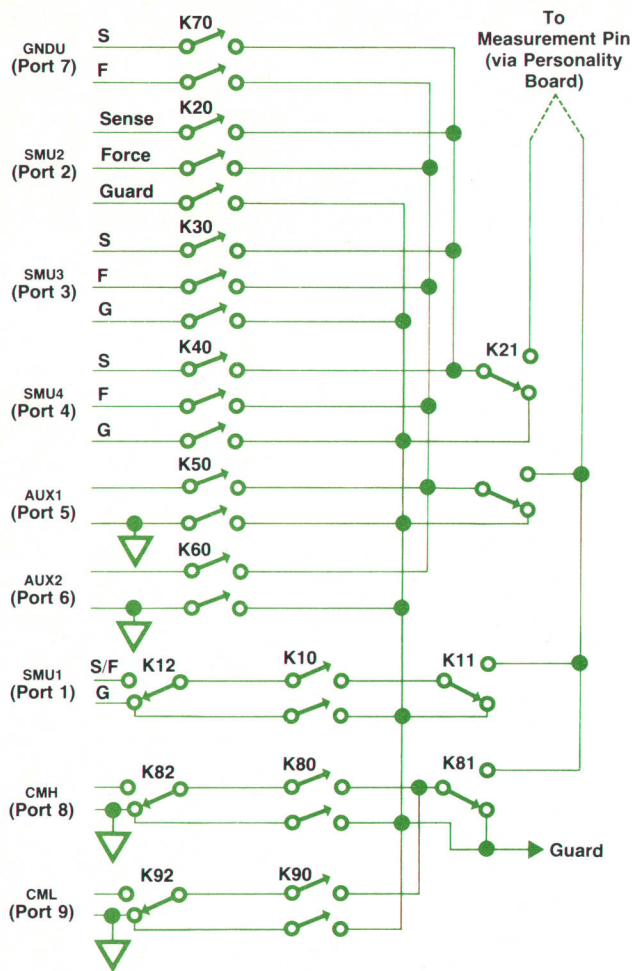 To
Measurement Pin
(via Personality
Board)
GNDU
(Port 7)
S
F
K70
SMU2
(Port 2)
Sense
Force
Guard
K20
SMU3
(Port 3)
S
F
G
K30
SMU4
(Port 4)
S
F
G
K40
K21
AUX1
(Port 5)
K50
AUX2
(Port 6)
K60
SMU1
(Port 1)
S/F
G
K12
K10
K11
CMH
(Port 8)
K82
K80
K81
Guard
CML
(Port 9)
K92
K90